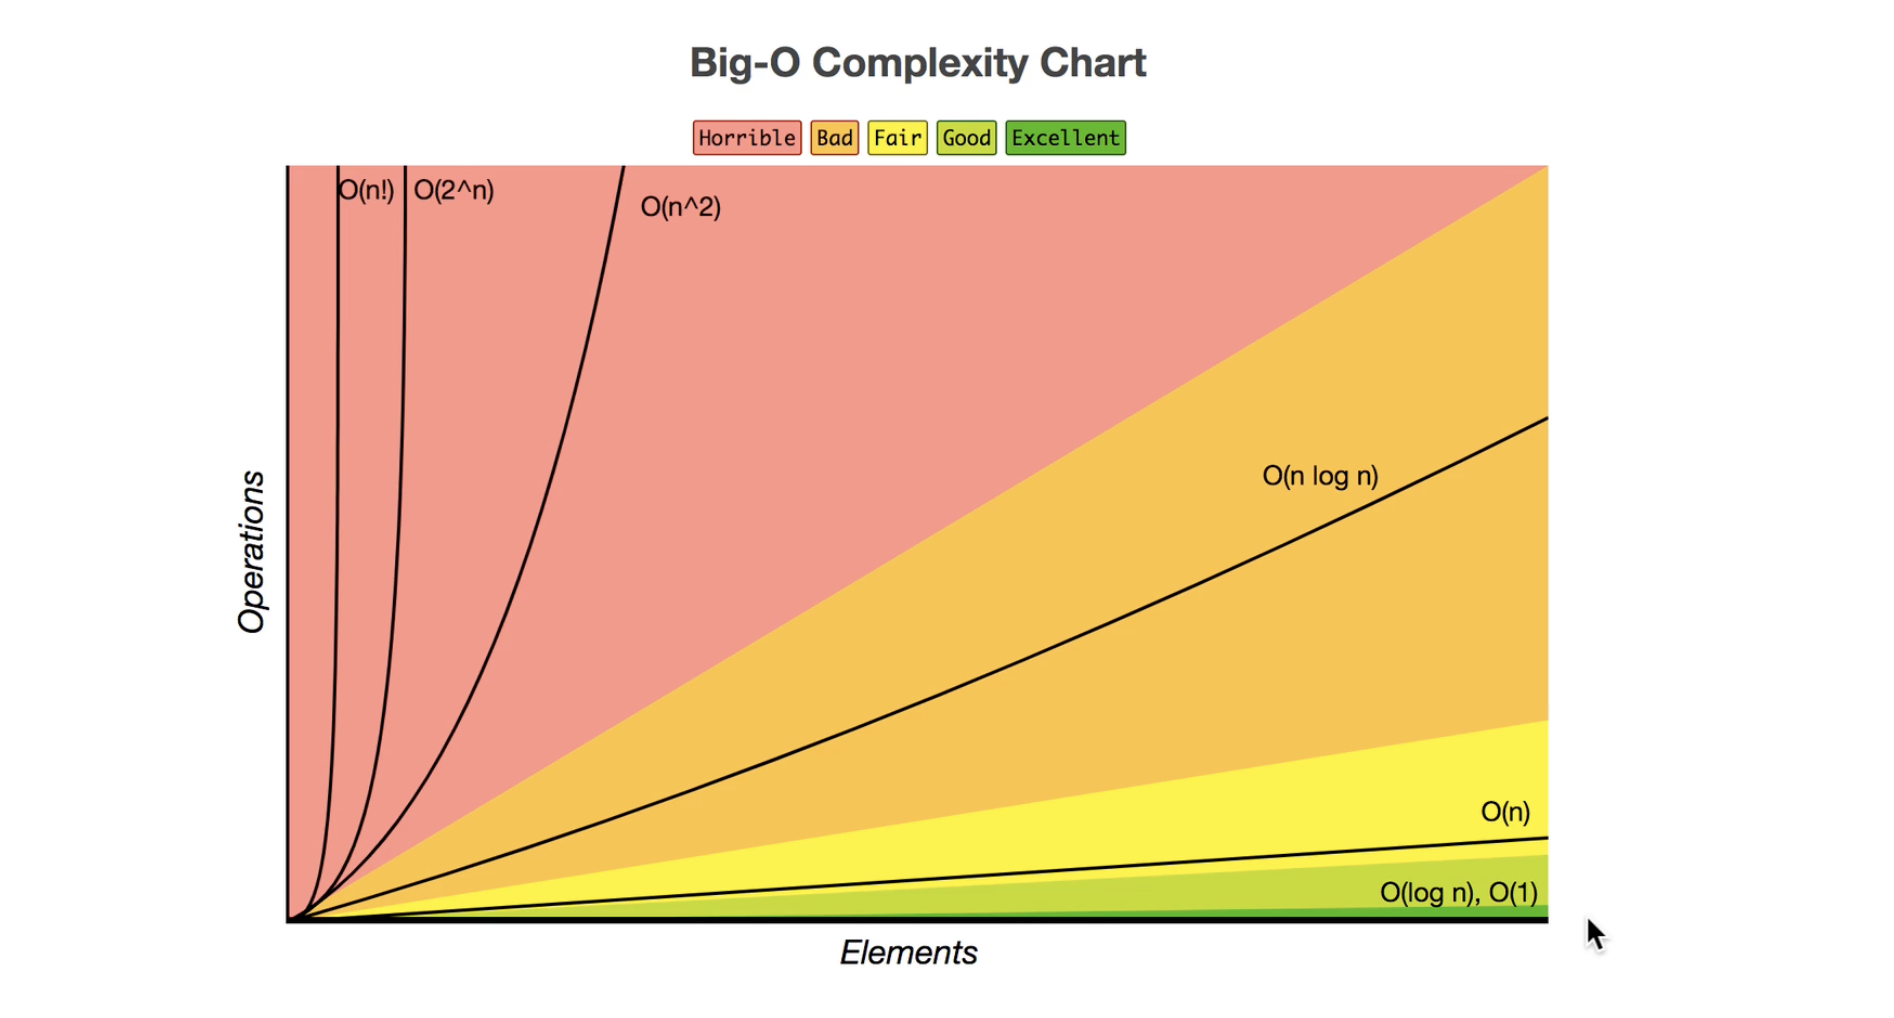 Big-O Complexity Chart
Horrible Bad Fair Good Excellent
O(n!) O(2^n)
O(n^2)
O(n log n)
Operations
O(n)
O(log n), O(1)
Elements